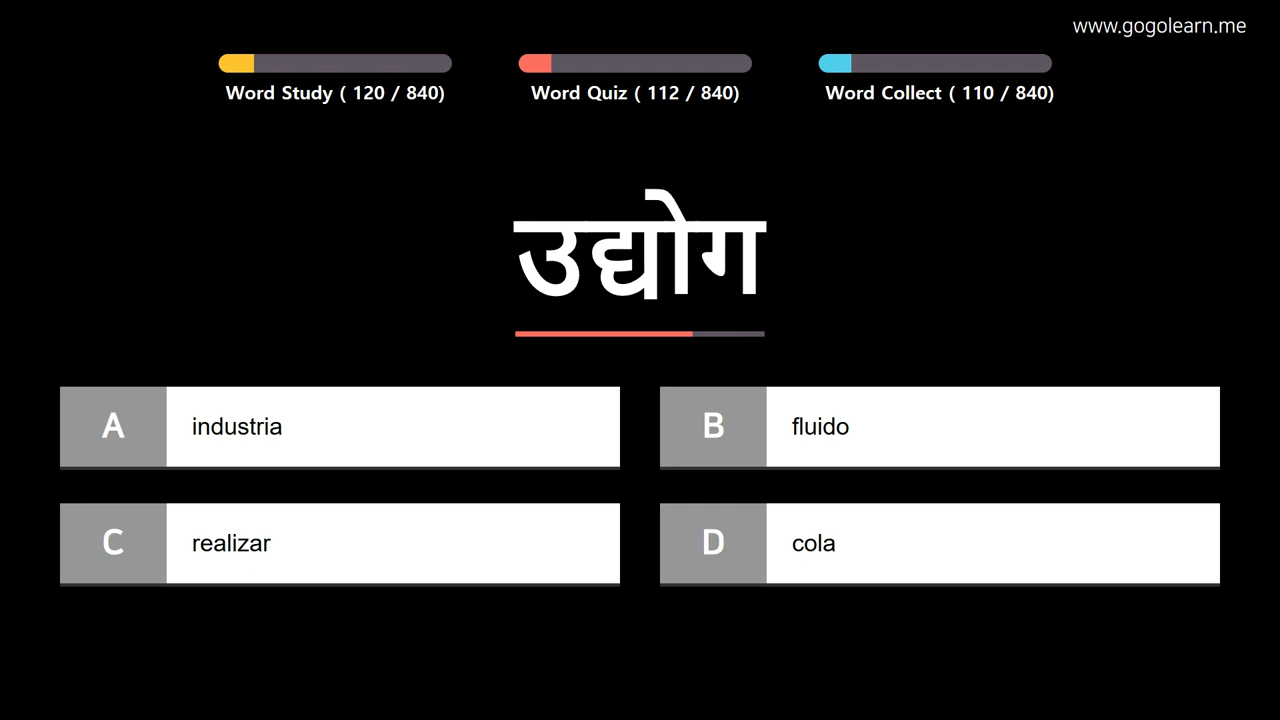 www.gogolearn.me
Word Study ( 120 / 840)
Word Quiz ( 112 / 840)
Word Collect ( 110 / 840)
उद्योग
A industria
B fluido
C realizar
D cola